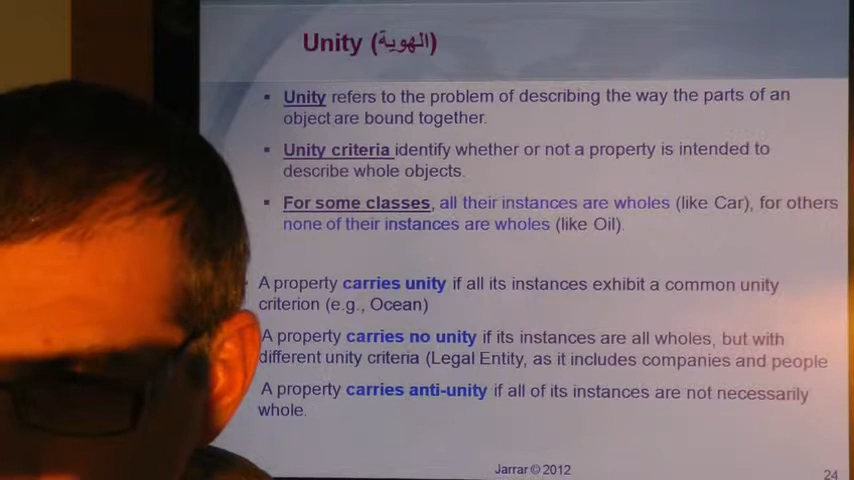 Unity (الهوية)
▪ Unity refers to the problem of describing the way the parts of an
object are bound together.
▪ Unity criteria identify whether or not a property is intended to
describe whole objects.
▪ For some classes, all their instances are wholes (like Car), for others
none of their instances are wholes (like Oil).
A property carries unity if all its instances exhibit a common unity
criterion (e.g., Ocean)
A property carries no unity if its instances are all wholes, but with
different unity criteria (Legal Entity, as it includes companies and people
A property carries anti-unity if all of its instances are not necessarily
whole.
Jarrar © 2012
24